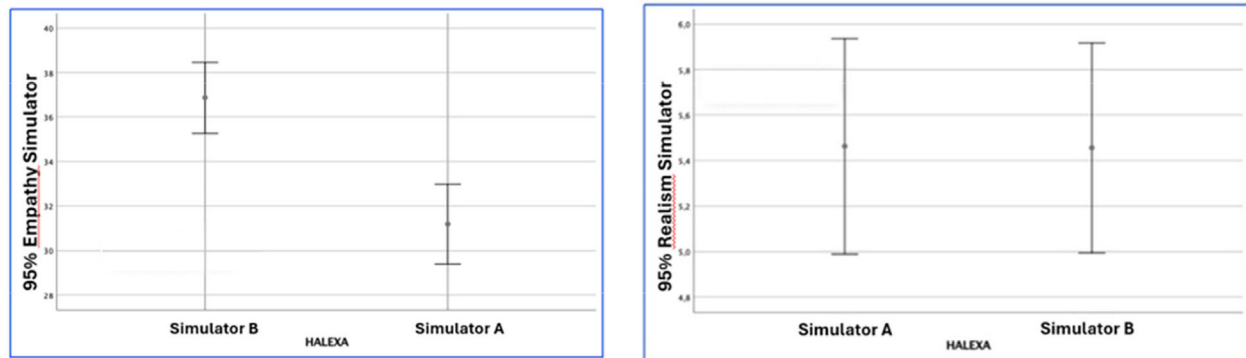 95% Empathy Simulator
40
38
36
34
32
30
28
Simulator B Simulator A
HALEXA
95% Realism Simulator
6,0
5,8
5,6
5,4
5,2
5,0
4,8
Simulator A Simulator B
HALEXA